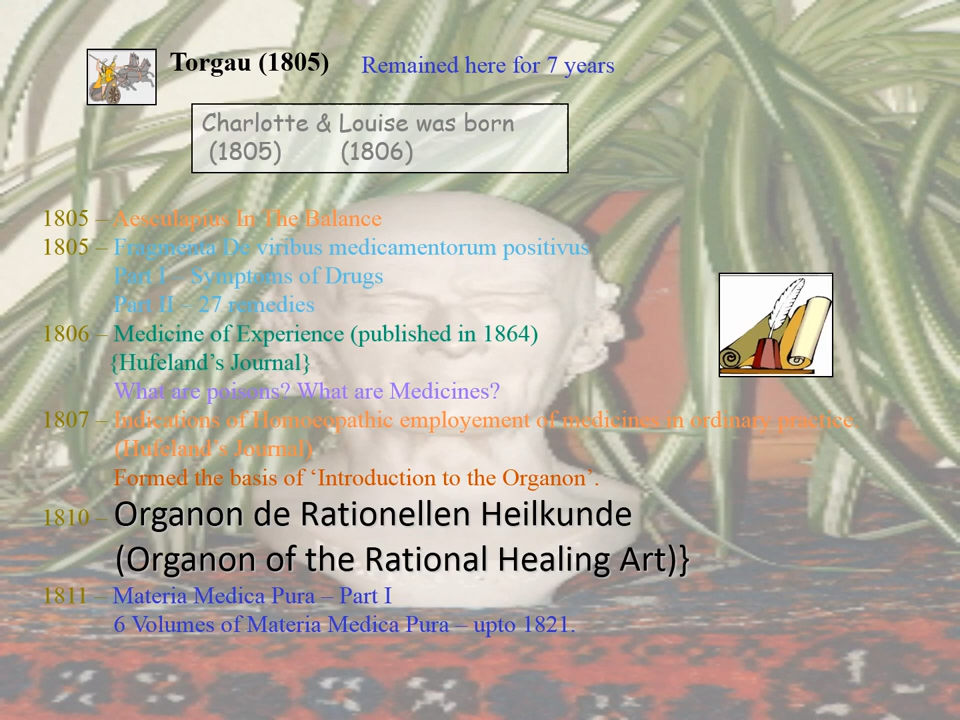 Torgau (1805) Remained here for 7 years
Charlotte & Louise was born
(1805) (1806)
1805 – Aesculapius In The Balance
1805 – Fragmenta De viribus medicamentorum positivus
Part I – Symptoms of Drugs
Part II – 27 remedies
1806 – Medicine of Experience (published in 1864)
{Hufeland’s Journal}
What are poisons? What are Medicines?
1807 – Indications of Homoeopathic employement of medicines in ordinary practice
(Hufeland’s Journal)
Formed the basis of ‘Introduction to the Organon’.
1810 – Organon de Rationellen Heilkunde
(Organon of the Rational Healing Art)}
1811 – Materia Medica Pura – Part I
6 Volumes of Materia Medica Pura – upto 1821.